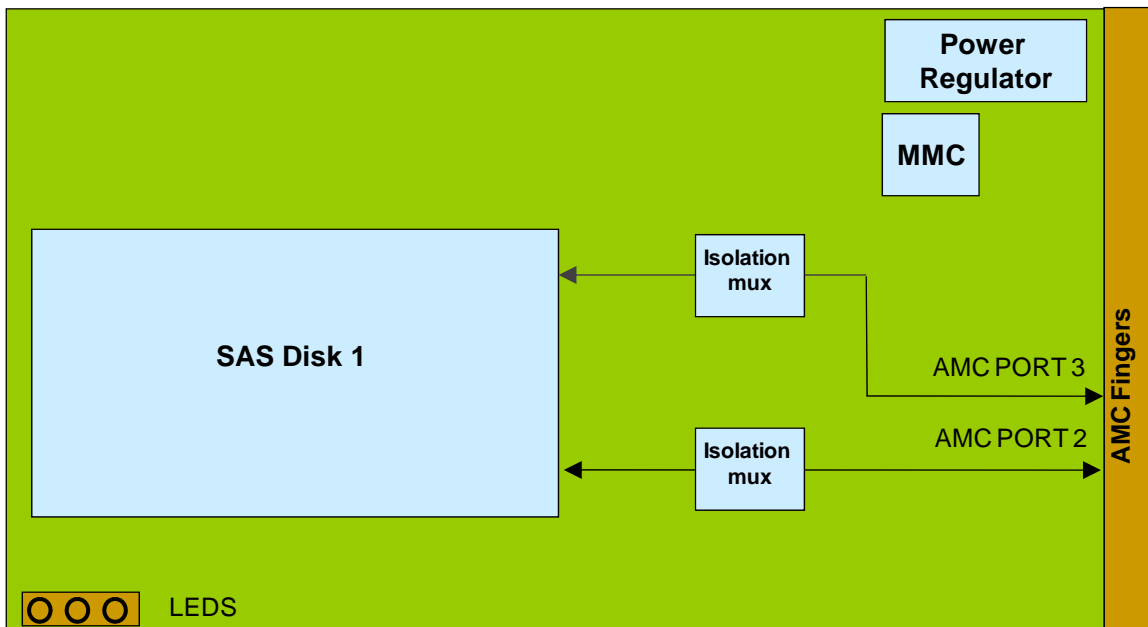 Power
Regulator
MMC
Isolation
mux
SAS Disk 1
AMC PORT 3
AMC PORT 2
Isolation
mux
AMC Fingers
LEDS